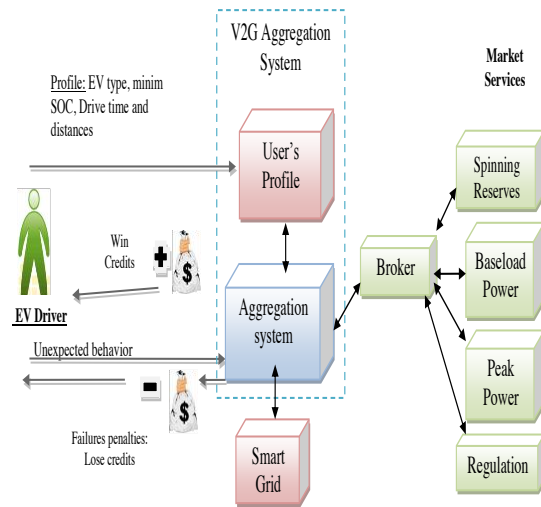 V2G Aggregation
System
Market
Services
Profile: EV type, minim
SOC, Drive time and
distances
User's
Profile
Spinning
Reserves
Win
Credits
$
Broker
Baseload
Power
EV Driver
Aggregation
system
Unexpected behavior
Peak
Power
$
Failures penalties:
Lose credits
Smart
Grid
Regulation